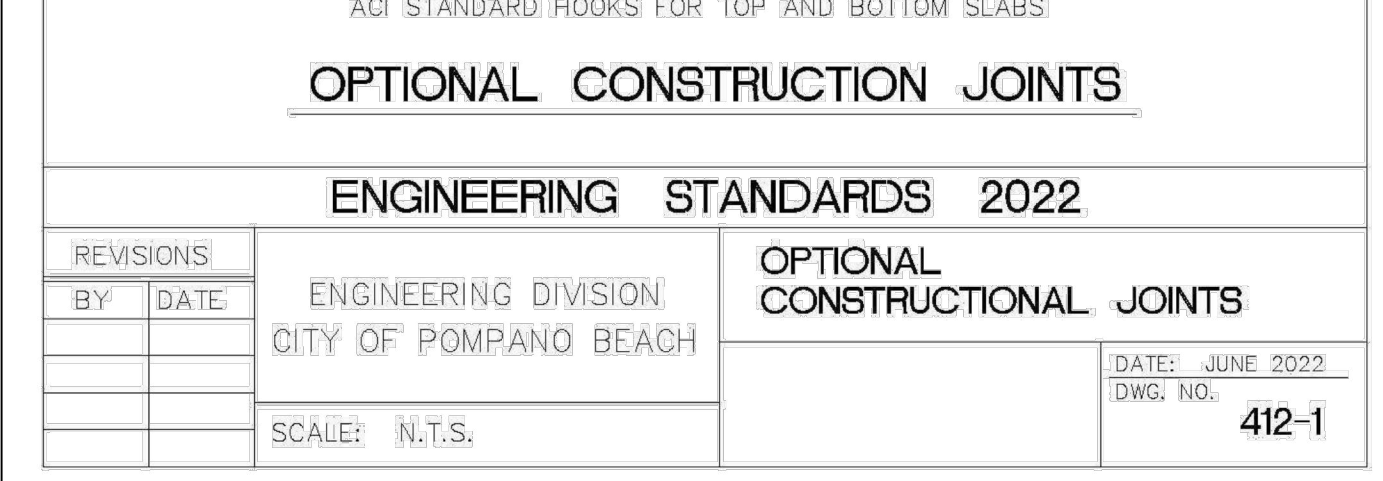 ACI STANDARD HOOKS FOR TOP AND BOTTOM SLABS
OPTIONAL CONSTRUCTION JOINTS
ENGINEERING STANDARDS 2022
REVISIONS
BY DATE
ENGINEERING DIVISION
CITY OF POMPANO BEACH
SCALE: N.T.S.
OPTIONAL
CONSTRUCTIONAL JOINTS
DATE: JUNE 2022
DWG. NO.
412-1